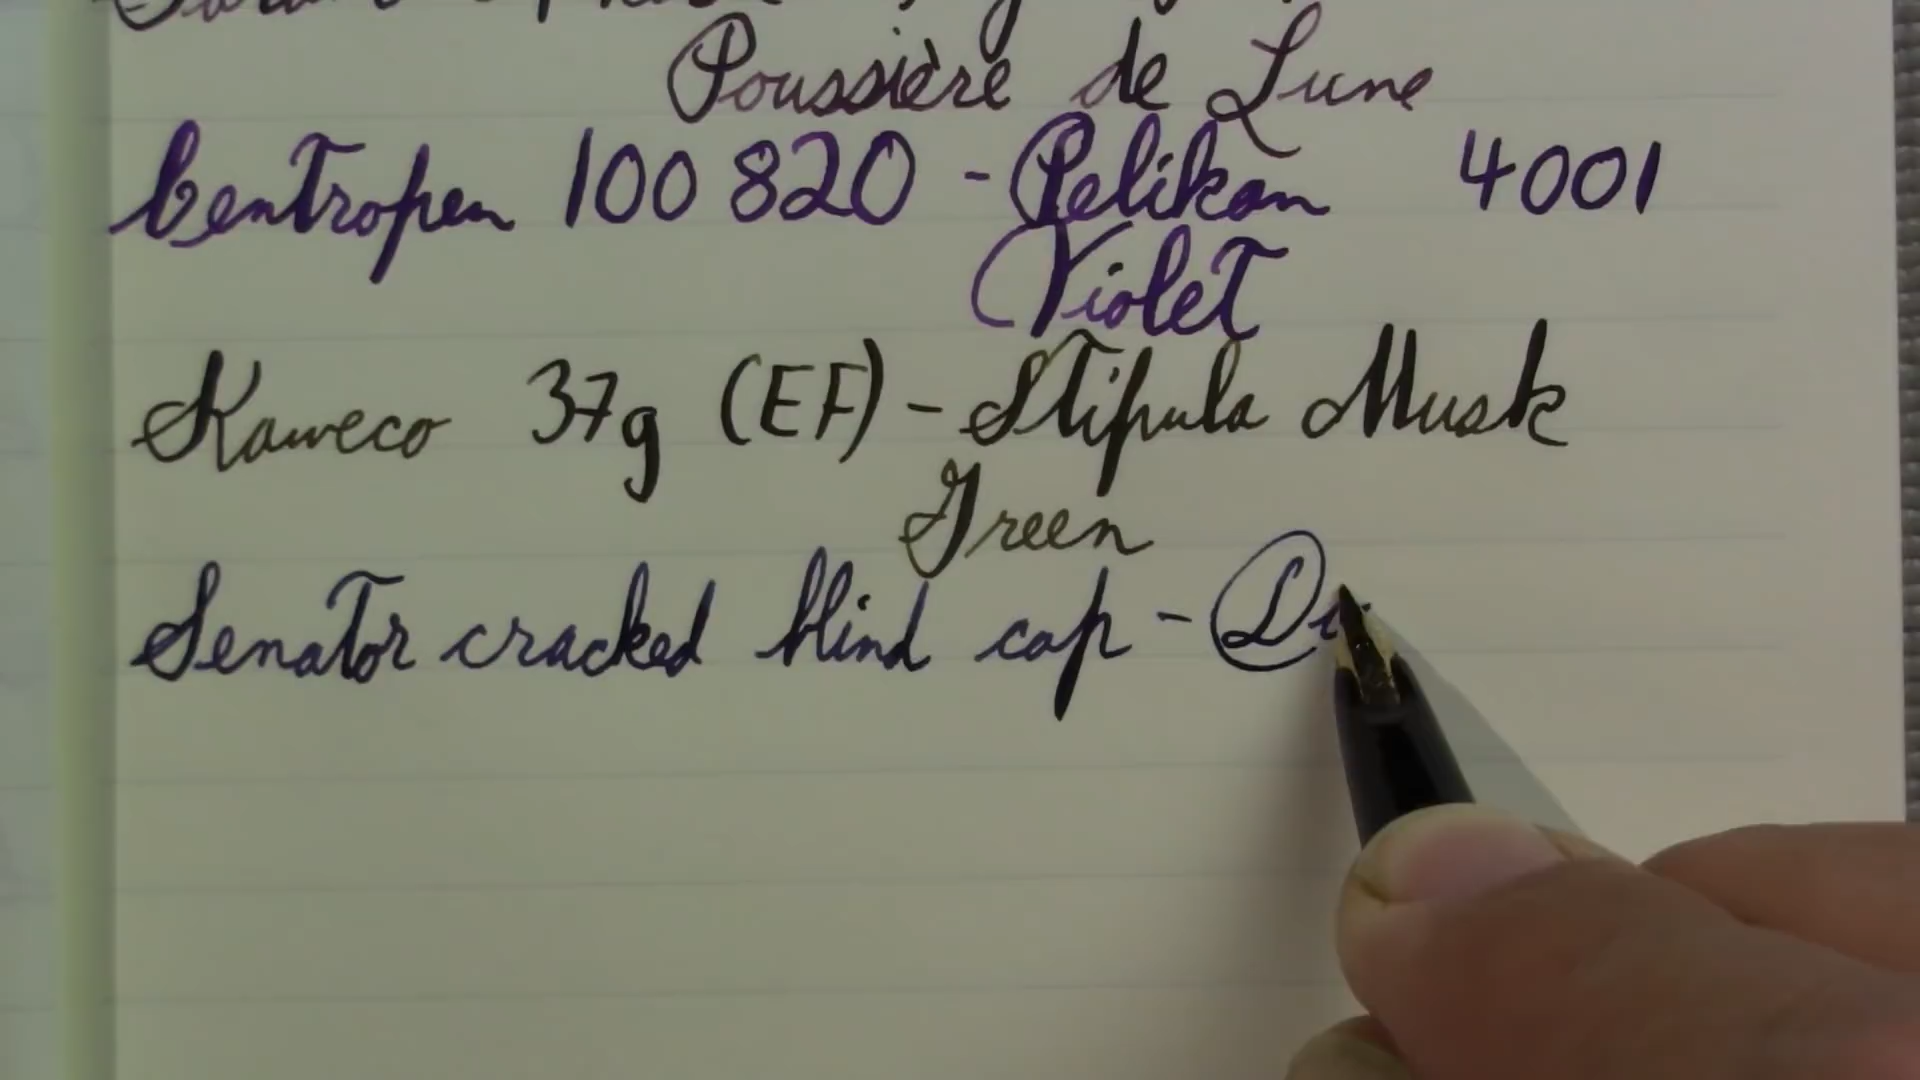 Poussière de Lune
Centropen 100 820 - Pelikan 4001
Violet
Kaweco 37g (EF) - Stipula Musk
Green
Senator cracked blind cap - Di